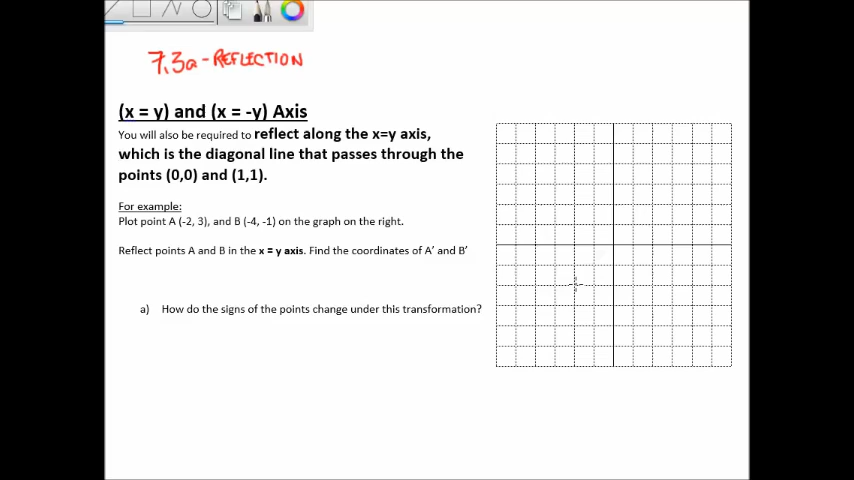 7.3a - REFLECTION
(x = y) and (x = -y) Axis
You will also be required to reflect along the x=y axis,
which is the diagonal line that passes through the
points (0,0) and (1,1).
For example:
Plot point A (-2, 3), and B (-4, -1) on the graph on the right.
Reflect points A and B in the x = y axis. Find the coordinates of A′ and B′
a) How do the signs of the points change under this transformation?